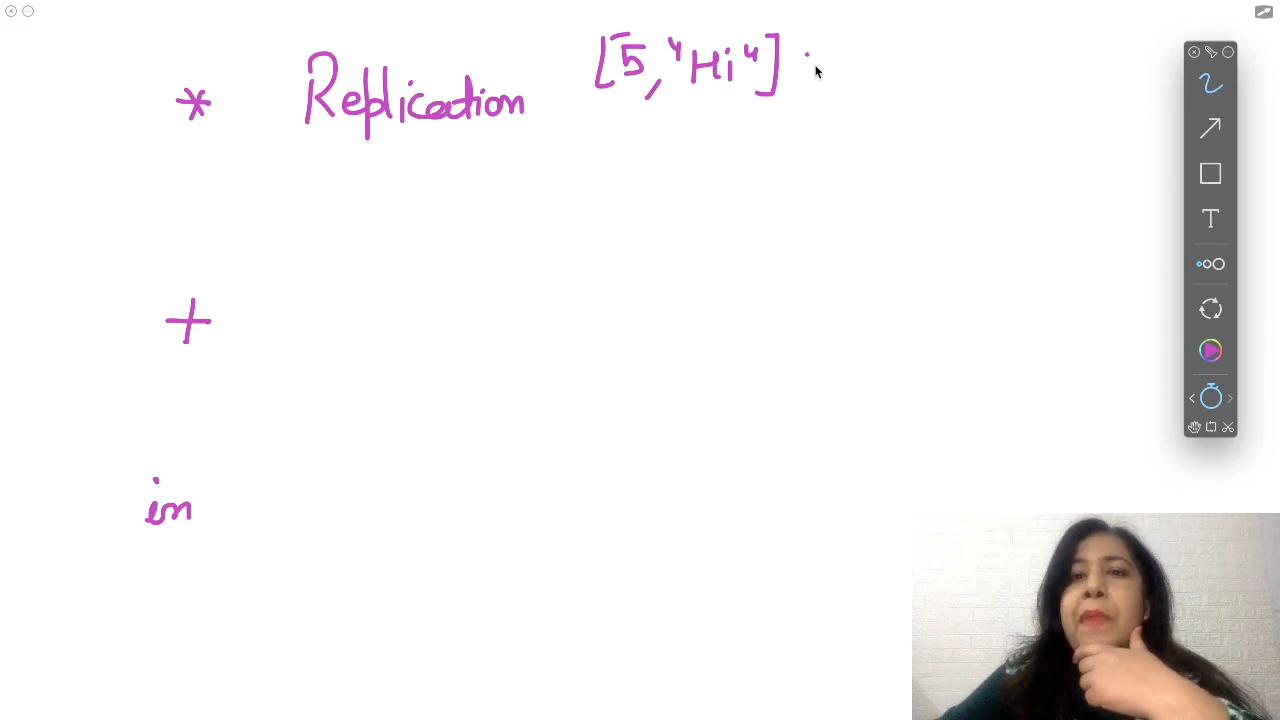 * Replication [5, "Hi"]
+
in
T